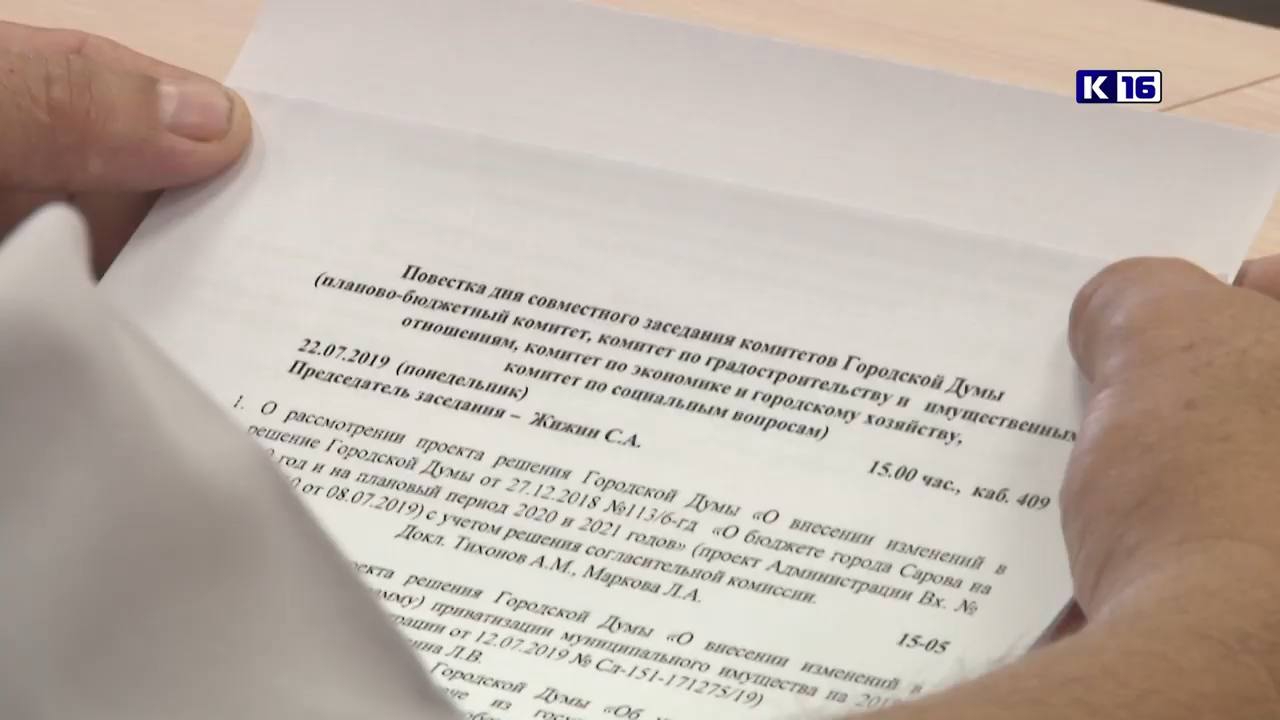 К 16
Повестка дня совместного заседания комитетов Городской Думы
(планово-бюджетный комитет, комитет по градостроительству и имущественным
отношениям, комитет по экономике и городскому хозяйству,
комитет по социальным вопросам)
22.07.2019 (понедельник)
15.00 час., каб. 409
Председатель заседания – Жижин С.А.
1. О рассмотрении проекта решения Городской Думы «О внесении изменений в
решение Городской Думы от 27.12.2018 №113/6-гд «О бюджете города Сарова на
год и на плановый период 2020 и 2021 годов» (проект Администрации Вх. №
от 08.07.2019) с учетом решения согласительной комиссии.
Докл. Тихонов А.М., Маркова Л.А.
15-05
решения Городской Думы «О внесении изменений в
приватизации муниципального имущества на
от 12.07.2019 № Сл-151-171275/19)
Л.В.
Городской Думы «Об
из